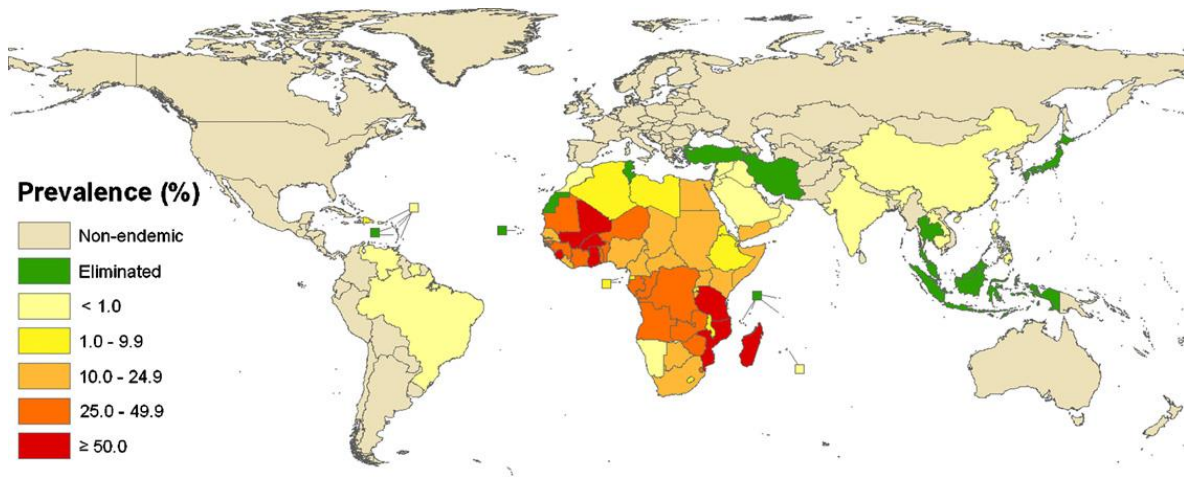 Prevalence (%)
Non-endemic
Eliminated
< 1.0
1.0 - 9.9
10.0 - 24.9
25.0 - 49.9
≥ 50.0